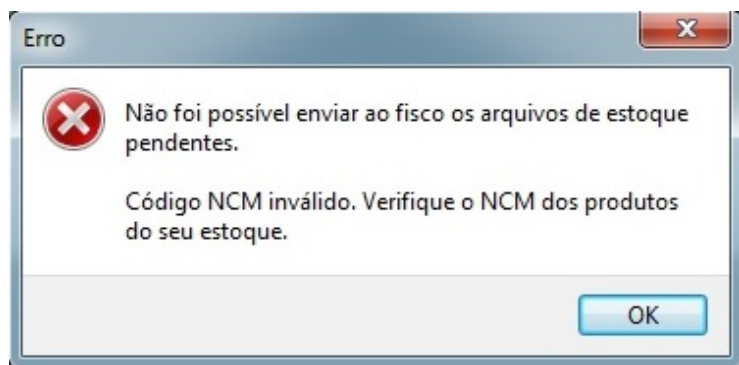 Erro
Não foi possível enviar ao fisco os arquivos de estoque
pendentes.
Código NCM inválido. Verifique o NCM dos produtos
do seu estoque.
OK